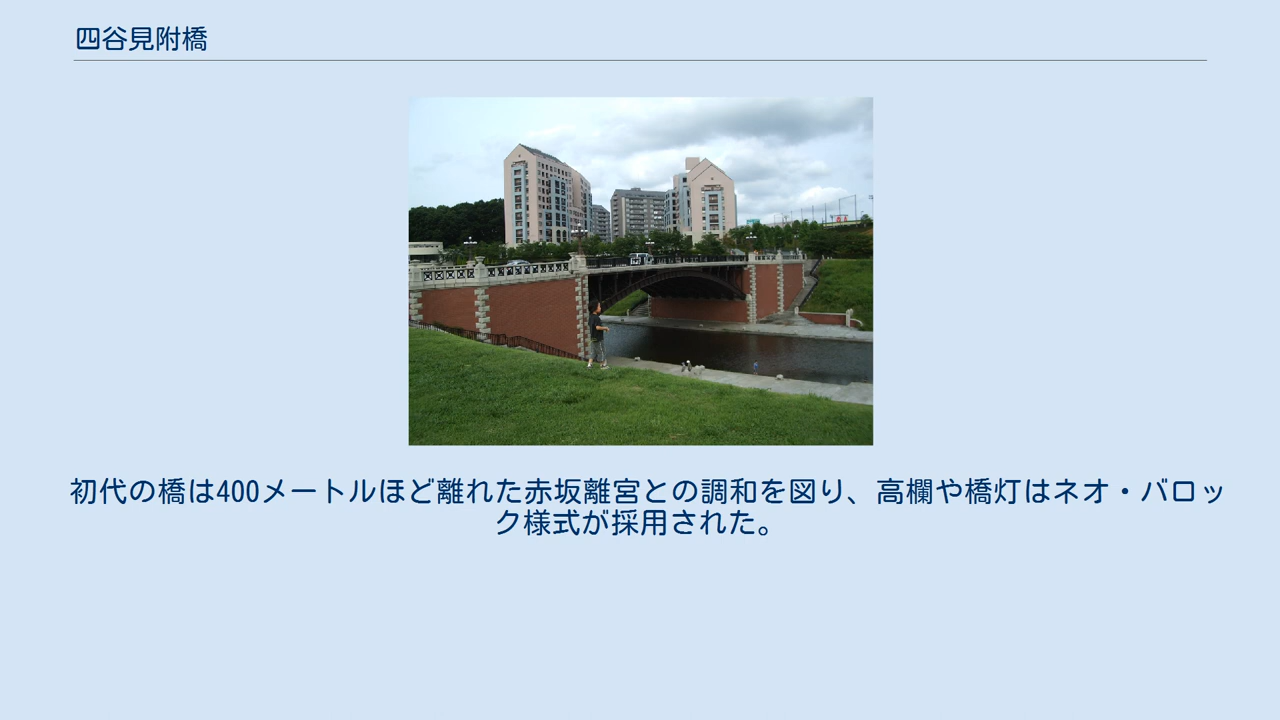 四谷見附橋
初代の橋は400メートルほど離れた赤坂離宮との調和を図り、高欄や橋灯はネオ・バロッ
ク様式が採用された。